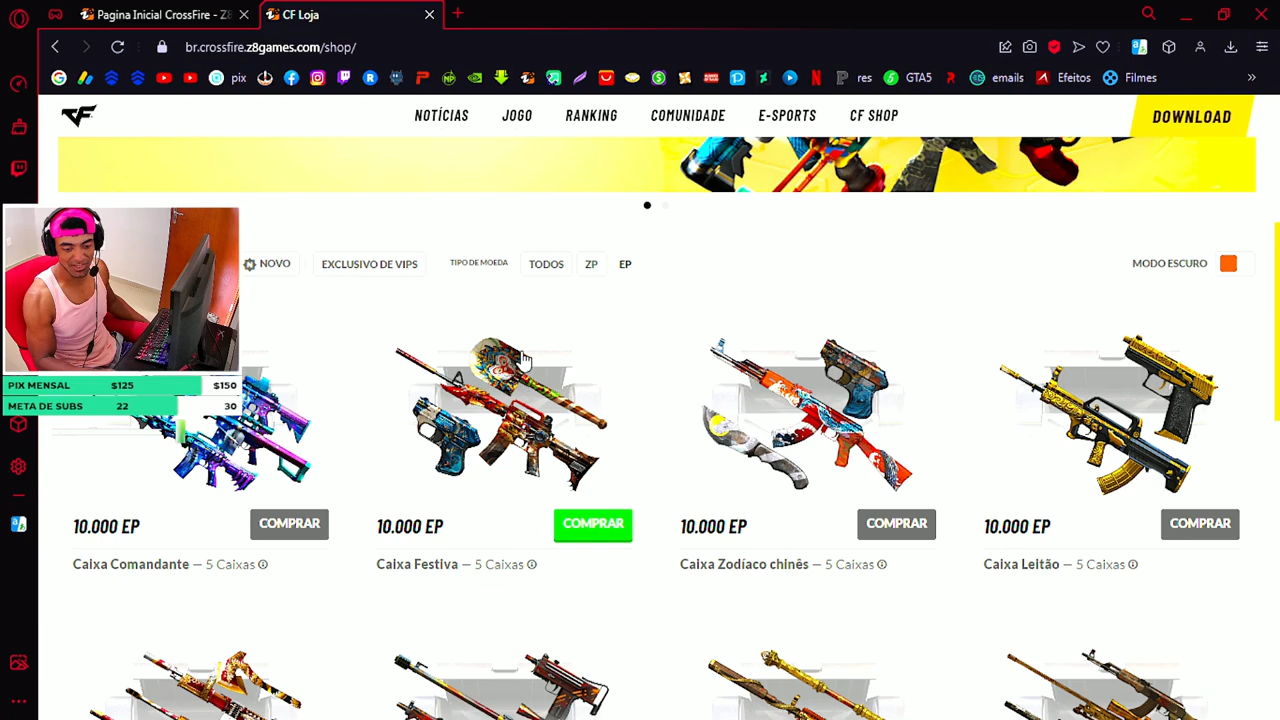 Pagina Inicial CrossFire - Z8
CF Loja
br.crossfire.z8games.com/shop/
pix
res
GTA5
emails
Efeitos
Filmes
CF
NOTÍCIAS
JOGO
RANKING
COMUNIDADE
E-SPORTS
CF SHOP
DOWNLOAD
NOVO
EXCLUSIVO DE VIPS
TIPO DE MOEDA
TODOS
ZP
EP
MODO ESCURO
PIX MENSAL $125 $150
META DE SUBS 22 30
10.000 EP COMPRAR
Caixa Comandante — 5 Caixas
10.000 EP COMPRAR
Caixa Festiva — 5 Caixas
10.000 EP COMPRAR
Caixa Zodíaco chinês — 5 Caixas
10.000 EP COMPRAR
Caixa Leitão — 5 Caixas